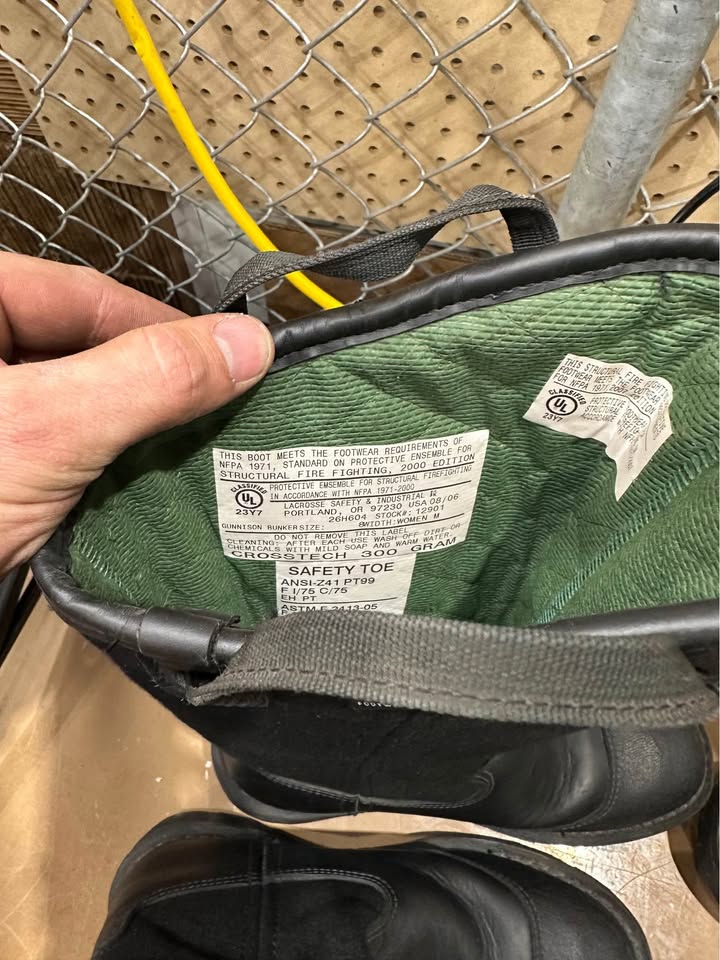 THIS BOOT MEETS THE FOOTWEAR REQUIREMENTS OF
NFPA 1971, STANDARD ON PROTECTIVE ENSEMBLE FOR
STRUCTURAL FIRE FIGHTING, 2000 EDITION
CLASSIFIED
UL
23Y7
PROTECTIVE ENSEMBLE FOR STRUCTURAL FIREFIGHTING
IN ACCORDANCE WITH NFPA 1971-2000
LACROSSE SAFETY & INDUSTRIAL
PORTLAND, OR 97230 USA 08/06
26H604 STOCK#: 12901
GUNNISON BUNKER SIZE: 8 WIDTH: WOMEN M
DO NOT REMOVE THIS LABEL
CLEANING: AFTER EACH USE WASH OFF DIRT OR
CHEMICALS WITH MILD SOAP AND WARM WATER.
CROSSTECH 300 GRAM
SAFETY TOE
ANSI-Z41 PT99
F I/75 C/75
EH PT
ASTM F 2413-05
THIS STRUCTURAL FIRE
FOOTWEAR MEETS THE
FOR NFPA 1971
CLASSIFIED
UL
23Y7
PROTECTIVE
STRUCTURAL